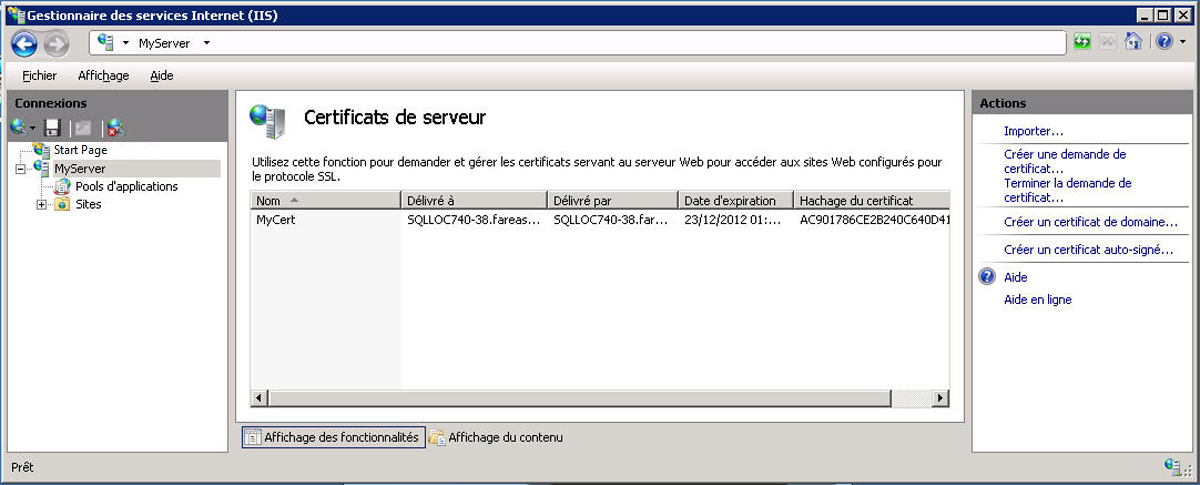 Gestionnaire des services Internet (IIS)
MyServer
Fichier Affichage Aide
Connexions
Start Page
MyServer
Pools d'applications
Sites
Certificats de serveur
Utilisez cette fonction pour demander et gérer les certificats servant au serveur Web pour accéder aux sites Web configurés pour
le protocole SSL.
Nom Délivré à Délivré par Date d'expiration Hachage du certificat
MyCert SQLLOC740-38.fareas... SQLLOC740-38.far... 23/12/2012 01:... AC901786CE2B240C640D41
Affichage des fonctionnalités Affichage du contenu
Actions
Importer...
Créer une demande de
certificat...
Terminer la demande de
certificat...
Créer un certificat de domaine...
Créer un certificat auto-signé...
Aide
Aide en ligne
Prêt